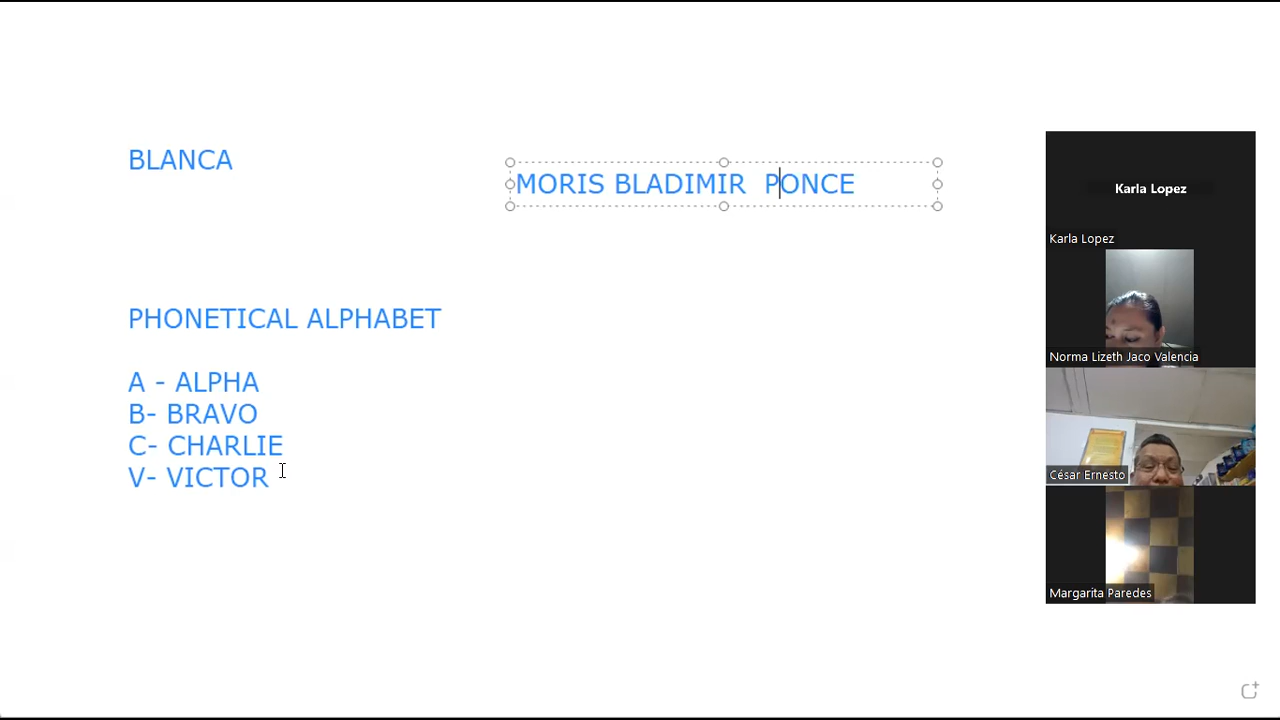 BLANCA
MORIS BLADIMIR  PONCE
PHONETICAL ALPHABET
A - ALPHA
B- BRAVO
C- CHARLIE
V- VICTOR
Karla Lopez
Karla Lopez
Norma Lizeth Jaco Valencia
César Ernesto
Margarita Paredes